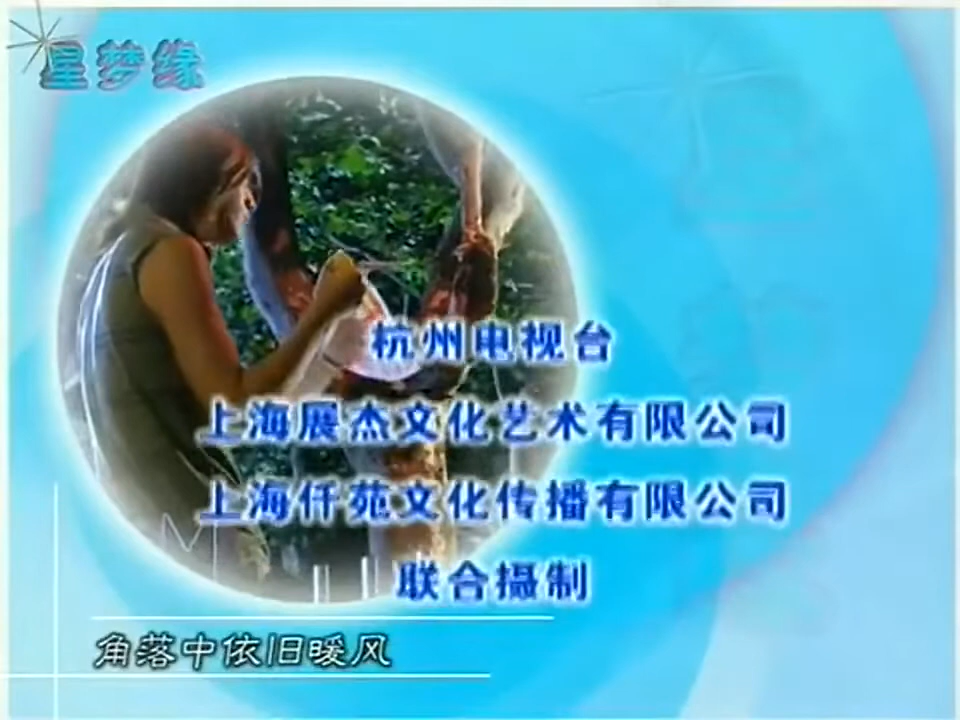 星梦缘
杭州电视台
上海展杰文化艺术有限公司
上海仟苑文化传播有限公司
联合摄制
角落中依旧暖风